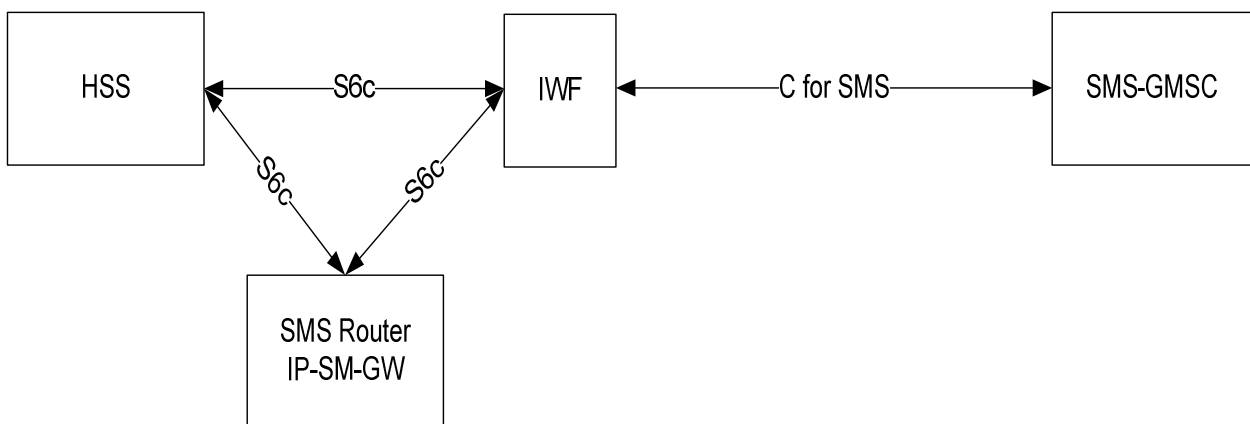 HSS
S6c
IWF
C for SMS
SMS-GMSC
S6c
S6c
SMS Router
IP-SM-GW